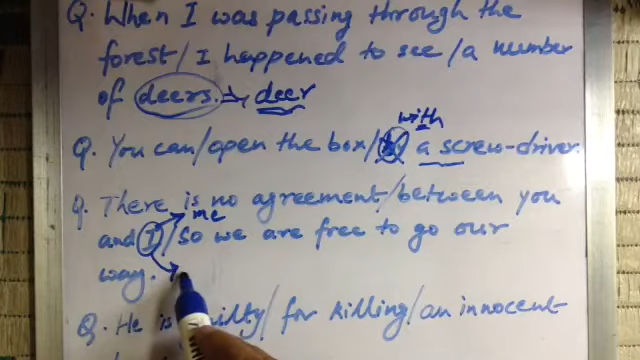 Q. When I was passing through the
forest/ I happened to see/a number
of deers. deer
with
Q. You can/open the box/ a screw-driver.
Q. There is no agreement/between you
me
and I/So we are free to go our
way.
Q. He is guilty/ for killing/an innocent